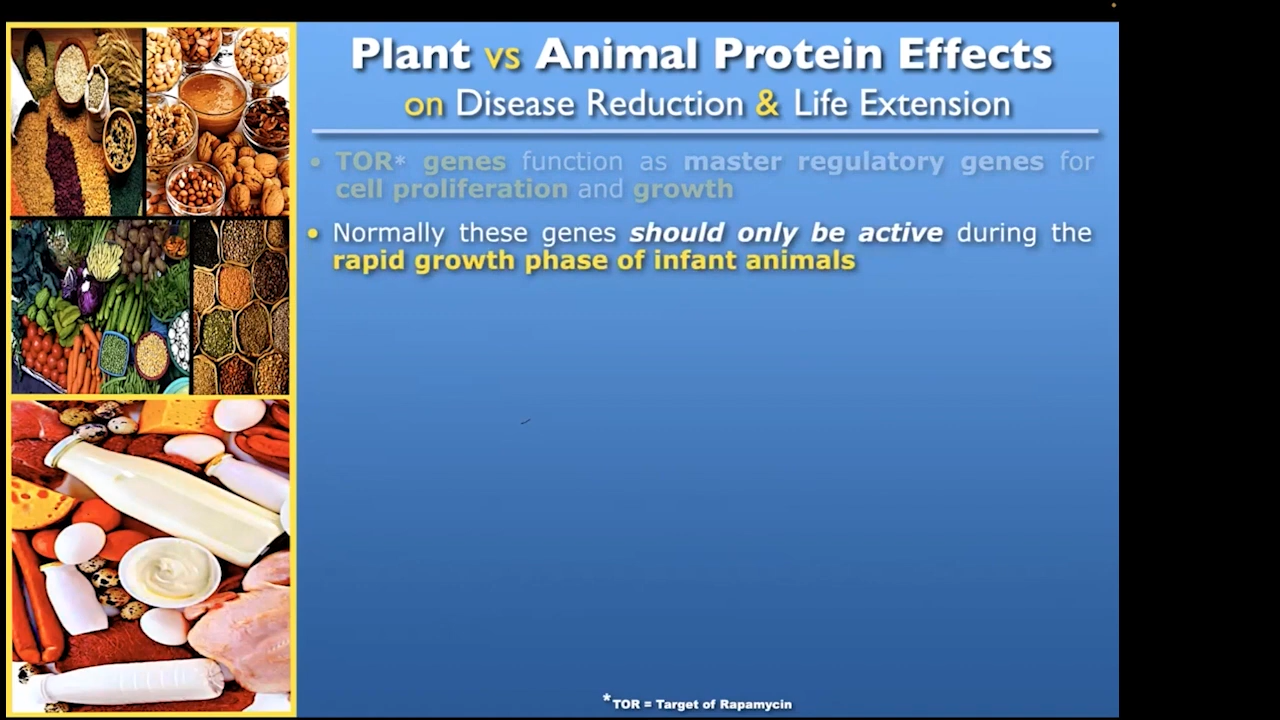 Plant vs Animal Protein Effects
on Disease Reduction & Life Extension
• TOR* genes function as master regulatory genes for
cell proliferation and growth
• Normally these genes should only be active during the
rapid growth phase of infant animals
*TOR = Target of Rapamycin